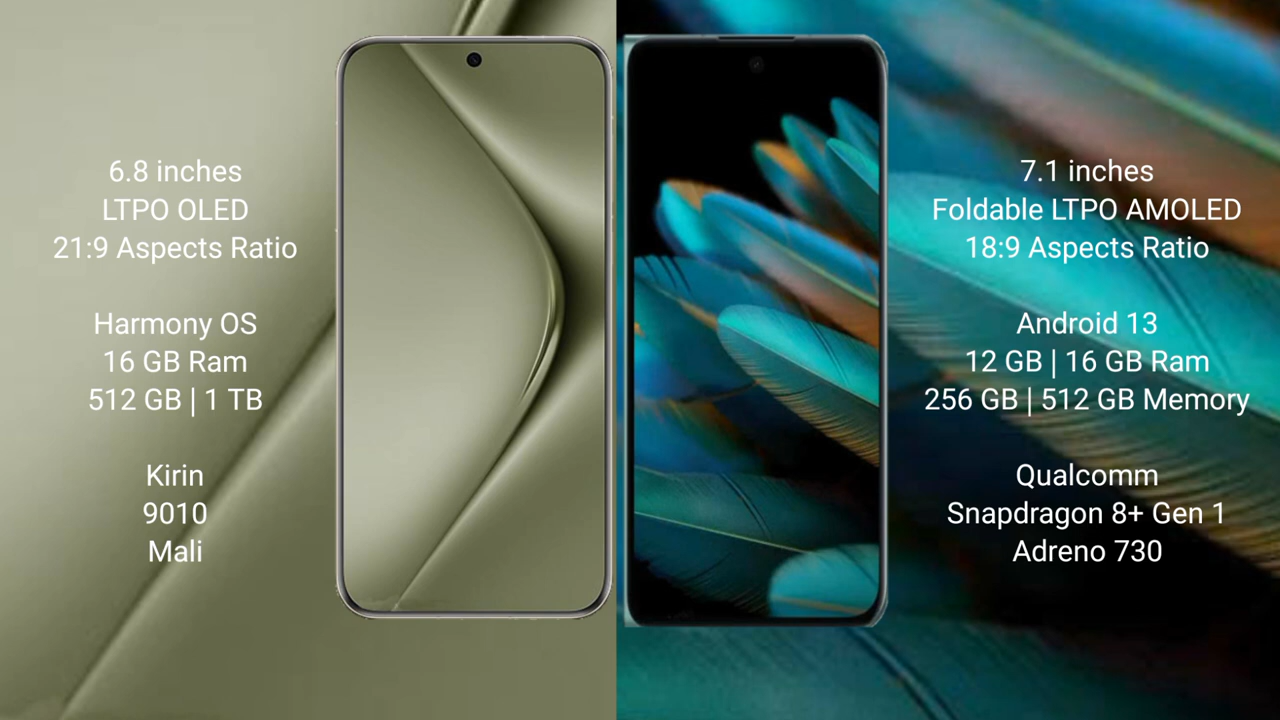 6.8 inches
LTPO OLED
21:9 Aspects Ratio
Harmony OS
16 GB Ram
512 GB | 1 TB
Kirin
9010
Mali
7.1 inches
Foldable LTPO AMOLED
18:9 Aspects Ratio
Android 13
12 GB | 16 GB Ram
256 GB | 512 GB Memory
Qualcomm
Snapdragon 8+ Gen 1
Adreno 730